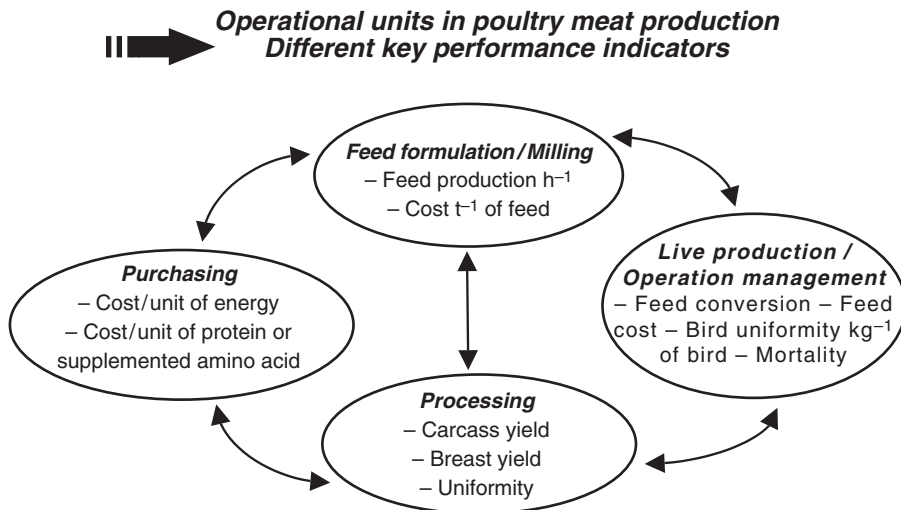 Operational units in poultry meat production
Different key performance indicators
Feed formulation/Milling
– Feed production h⁻¹
– Cost t⁻¹ of feed
Purchasing
– Cost/unit of energy
– Cost/unit of protein or
supplemented amino acid
Live production /
Operation management
– Feed conversion – Feed
cost – Bird uniformity kg⁻¹
of bird – Mortality
Processing
– Carcass yield
– Breast yield
– Uniformity